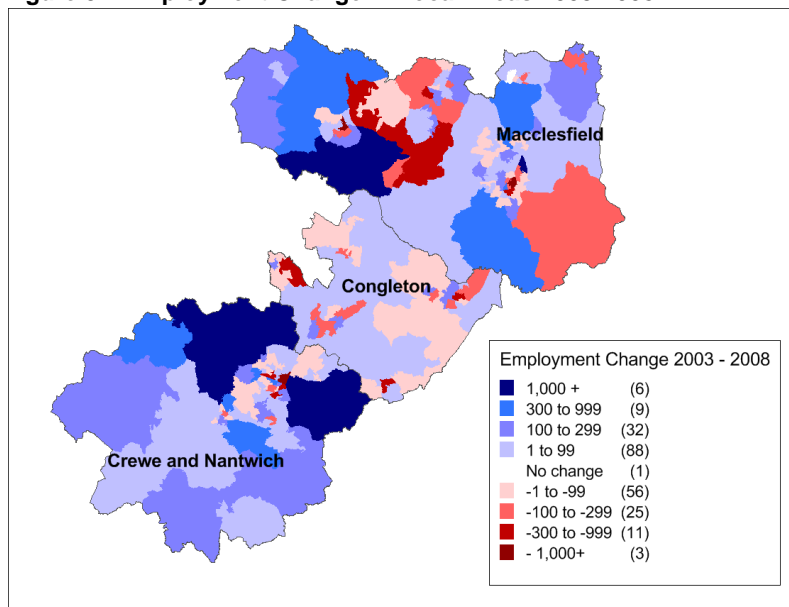 Macclesfield
Congleton
Crewe and Nantwich
Employment Change 2003 - 2008
1,000 + (6)
300 to 999 (9)
100 to 299 (32)
1 to 99 (88)
No change (1)
-1 to -99 (56)
-100 to -299 (25)
-300 to -999 (11)
- 1,000+ (3)